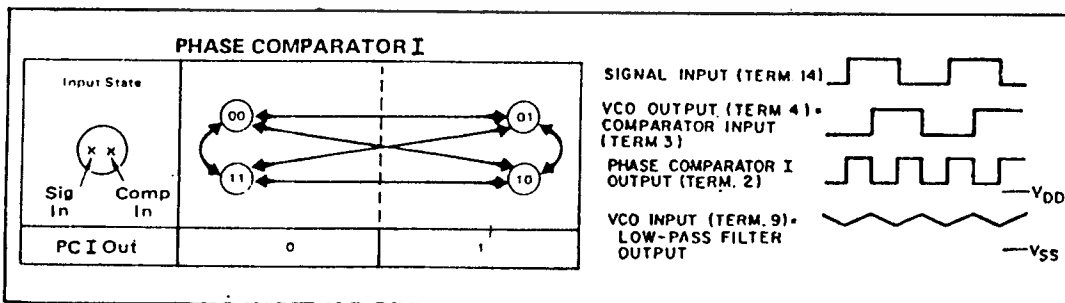 PHASE COMPARATOR I
Input State
× ×
Sig In
Comp In
00
01
11
10
PC I Out
0
1
SIGNAL INPUT (TERM. 14)
VCO OUTPUT (TERM 4)=
COMPARATOR INPUT
(TERM 3)
PHASE COMPARATOR I
OUTPUT (TERM. 2)
VDD
VCO INPUT (TERM. 9)=
LOW-PASS FILTER
OUTPUT
VSS